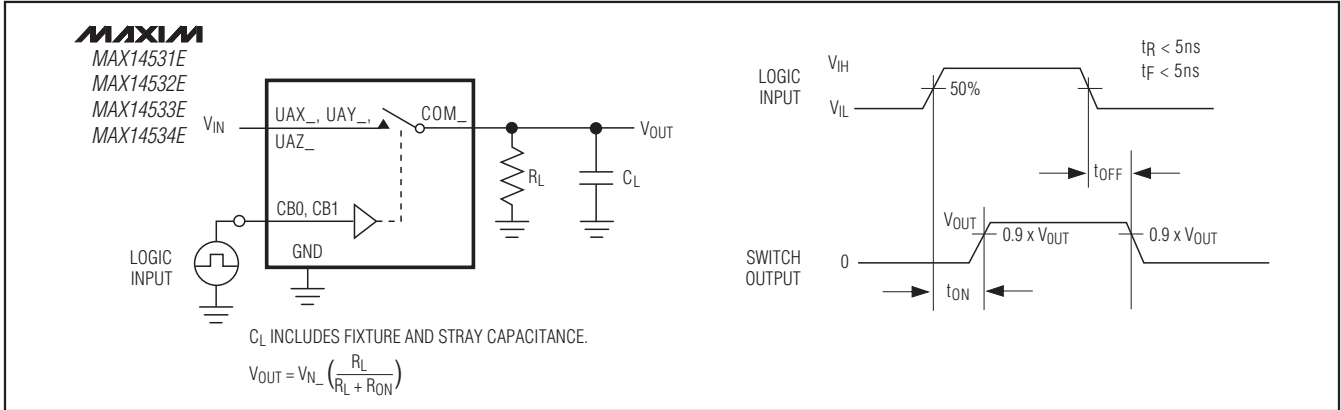 MAXIM
MAX14531E
MAX14532E
MAX14533E
MAX14534E
VIN
UAX_, UAY_,
UAZ_
COM_
VOUT
RL
CL
CB0, CB1
GND
LOGIC
INPUT
CL INCLUDES FIXTURE AND STRAY CAPACITANCE.
VOUT = VN_ (RL / RL + RON)
tR < 5ns
tF < 5ns
LOGIC
INPUT
VIH
VIL
50%
tOFF
SWITCH
OUTPUT
VOUT
0
0.9 x VOUT
0.9 x VOUT
tON